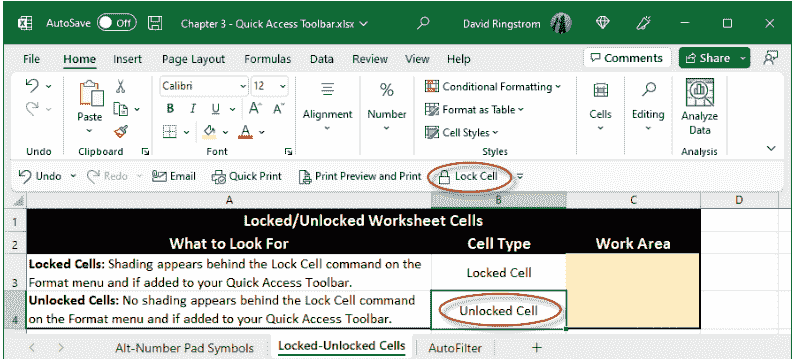 AutoSave Off Chapter 3 - Quick Access Toolbar.xlsx David Ringstrom
File Home Insert Page Layout Formulas Data Review View Help Comments Share
Calibri 12 Conditional Formatting
Paste B I U A A Alignment % Number Format as Table Cells Editing Analyze Data
A Cell Styles
Undo Clipboard Font Styles Analysis
Undo Redo Email Quick Print Print Preview and Print Lock Cell
A B C D
1 Locked/Unlocked Worksheet Cells
2 What to Look For Cell Type Work Area
Locked Cells: Shading appears behind the Lock Cell command on the
3 Format menu and if added to your Quick Access Toolbar. Locked Cell
Unlocked Cells: No shading appears behind the Lock Cell command
4 on the Format menu and if added to your Quick Access Toolbar. Unlocked Cell
Alt-Number Pad Symbols Locked-Unlocked Cells AutoFilter +